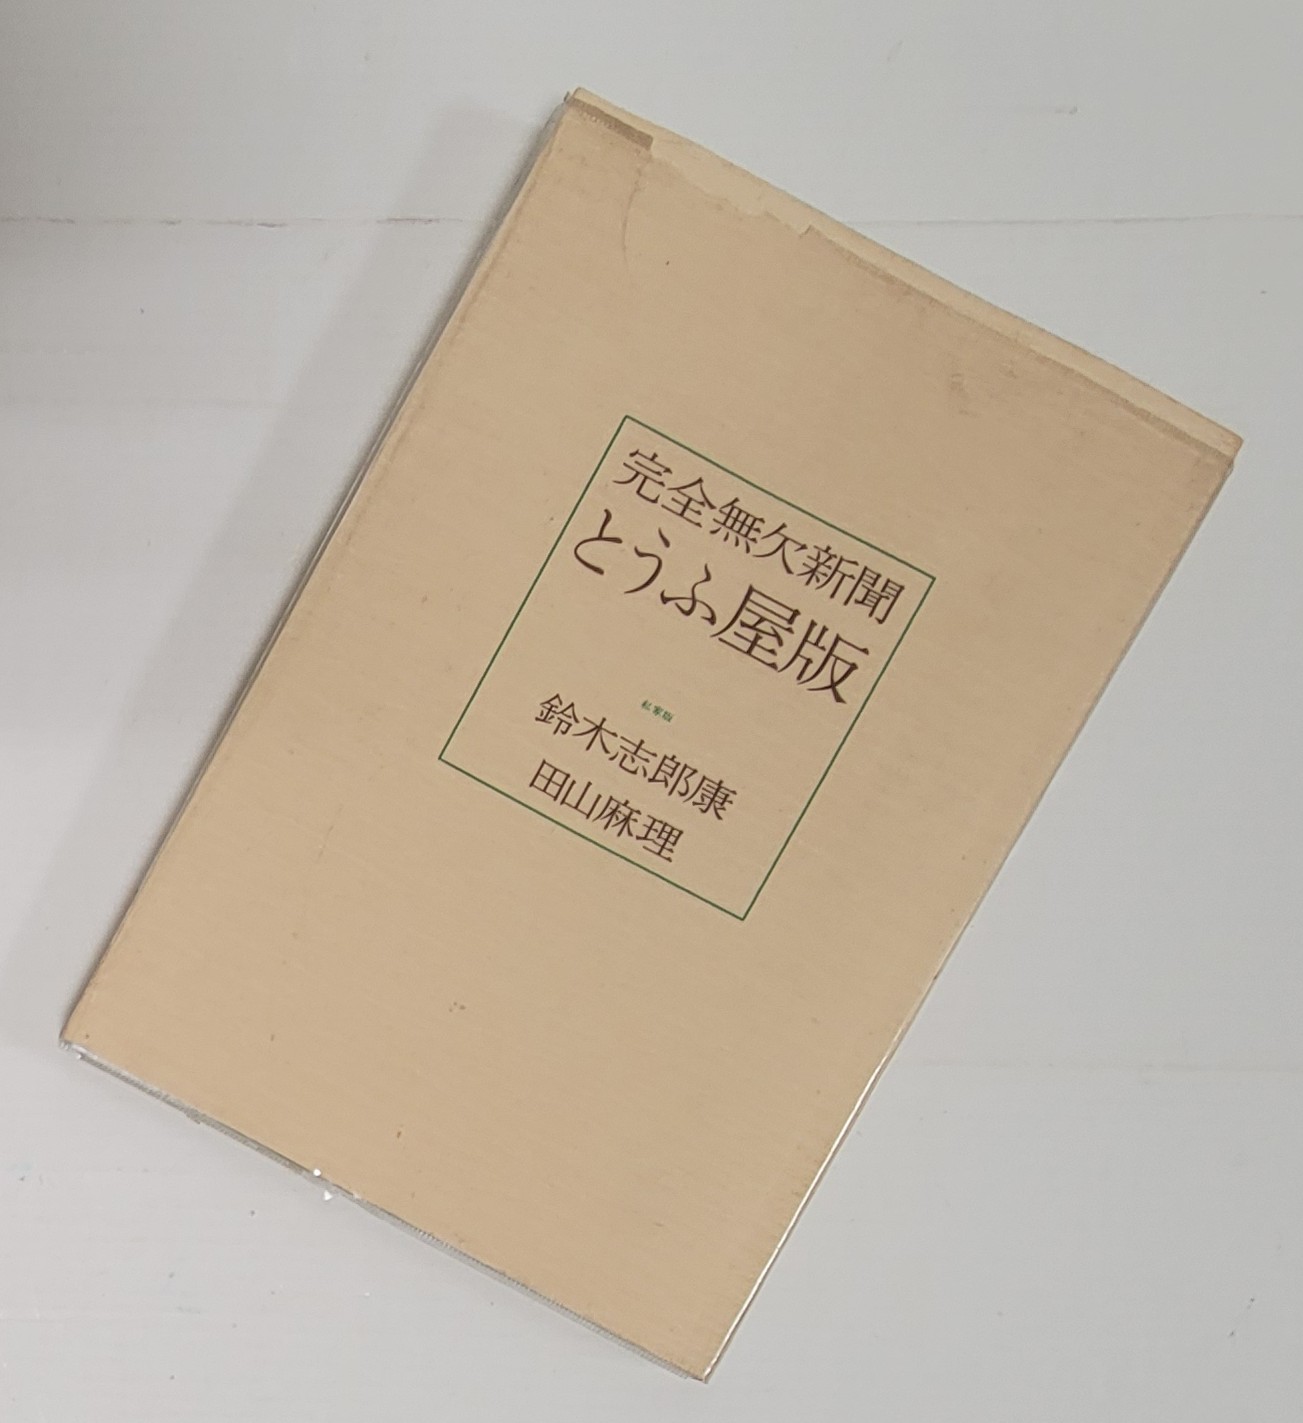 完全無欠新聞
とうふ屋版
私家版
鈴木志郎康
田山麻理